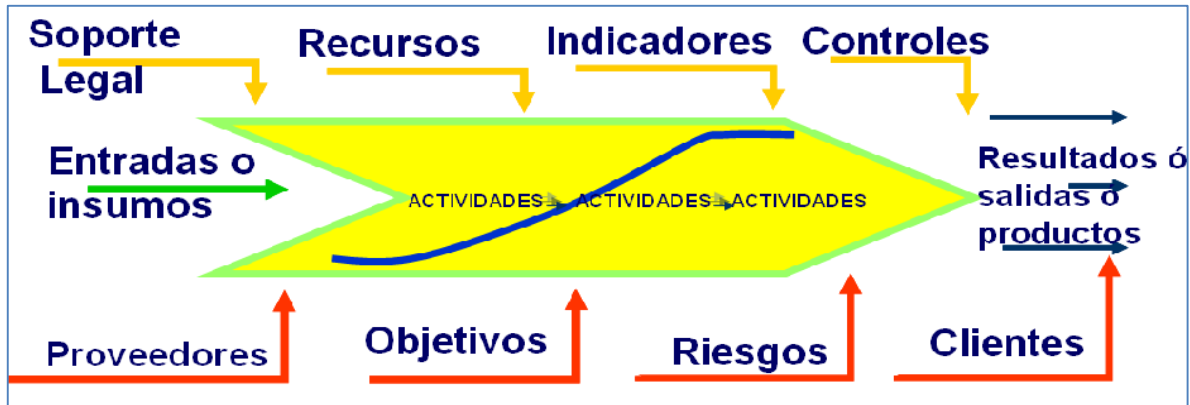 Soporte
Legal
Recursos
Indicadores
Controles
Entradas o
insumos
ACTIVIDADES ACTIVIDADES ACTIVIDADES
Resultados ó
salidas ó
productos
Proveedores
Objetivos
Riesgos
Clientes